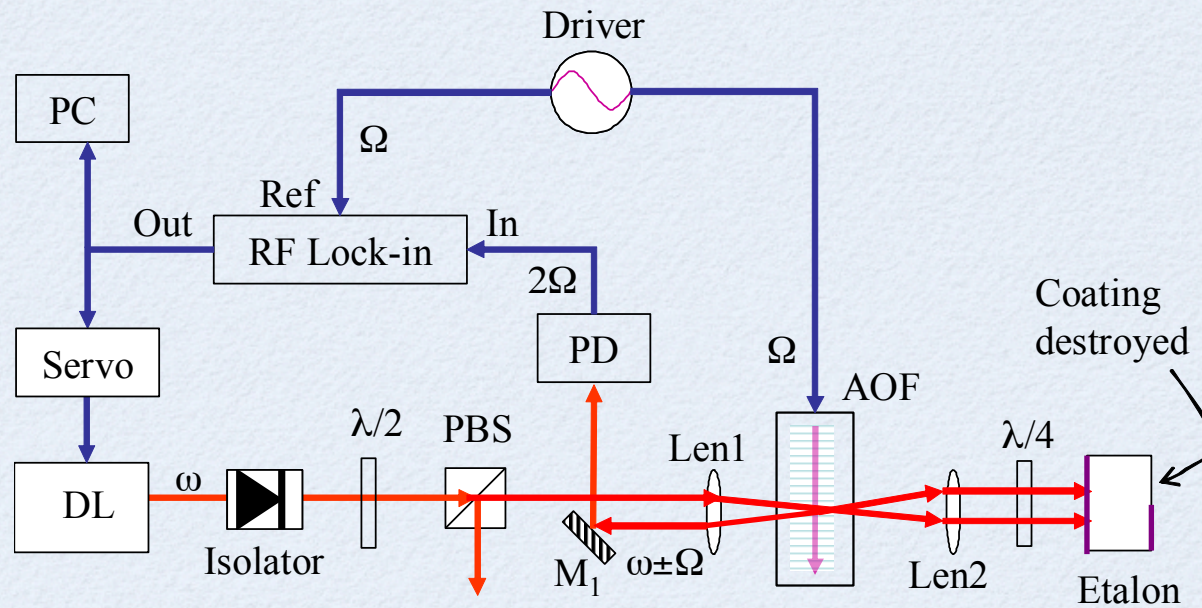 Driver
PC
Ω
Ref
Out
In
RF Lock-in
2Ω
Coating
destroyed
Servo
PD
Ω
AOF
λ/2
PBS
Len1
λ/4
DL
ω
Isolator
M1
ω±Ω
Len2
Etalon